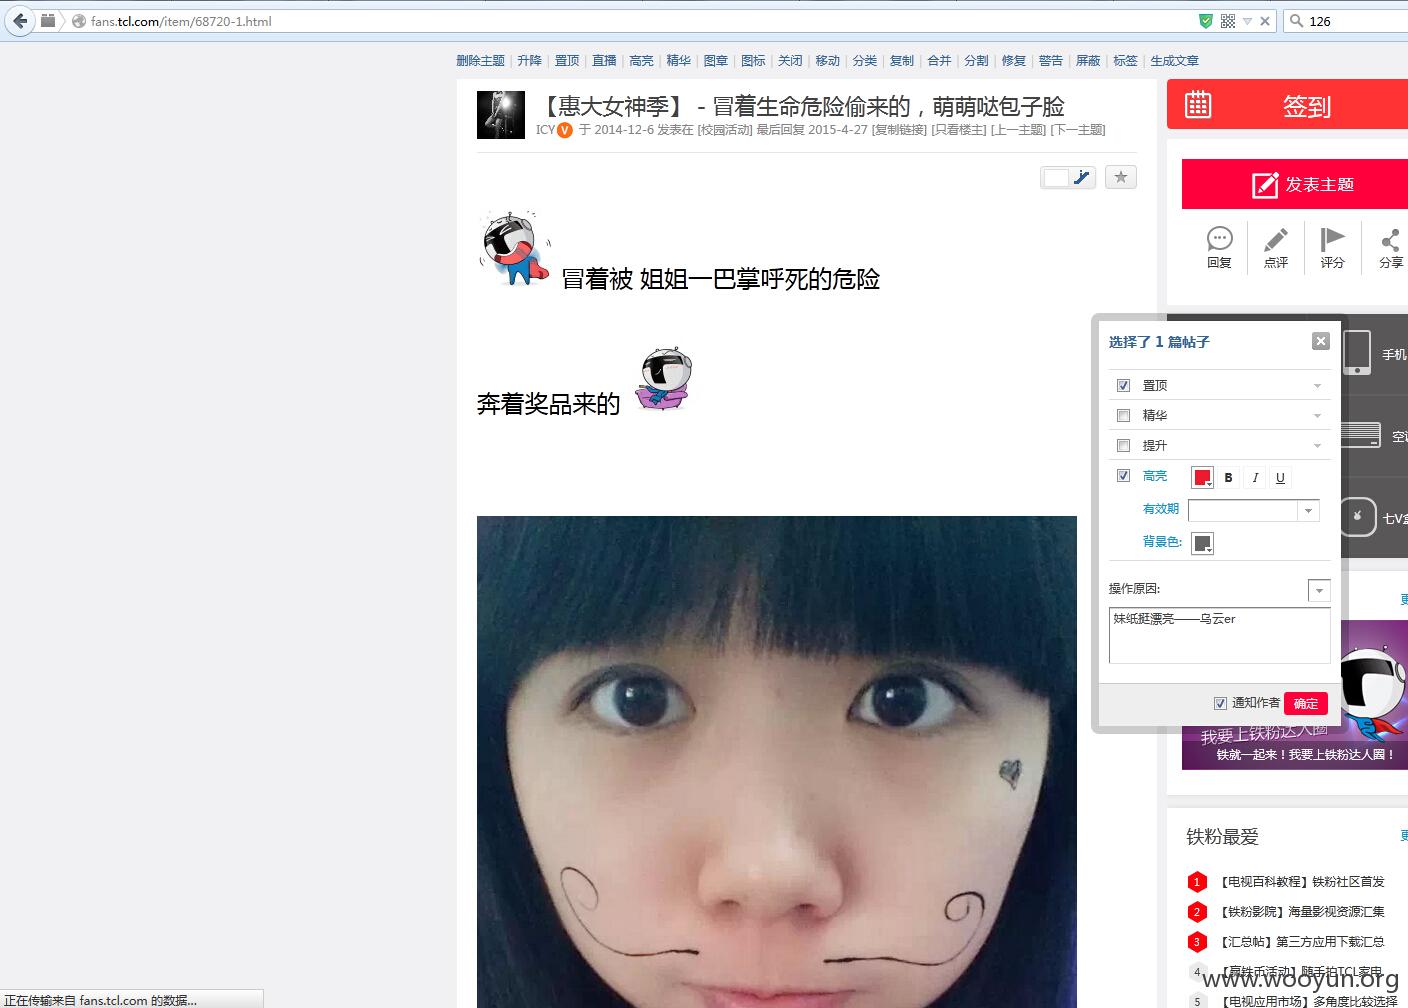 fans.tcl.com/item/68720-1.html
126
删除主题 | 升降 | 置顶 | 直播 | 高亮 | 精华 | 图章 | 图标 | 关闭 | 移动 | 分类 | 复制 | 合并 | 分割 | 修复 | 警告 | 屏蔽 | 标签 | 生成文章
【惠大女神季】 - 冒着生命危险偷来的，萌萌哒包子脸
ICY V 于 2014-12-6 发表在 [校园活动] 最后回复 2015-4-27 [复制链接] [只看楼主] [上一主题] [下一主题]
签到
发表主题
回复 点评 评分 分享
冒着被 姐姐一巴掌呼死的危险
奔着奖品来的
选择了 1 篇帖子
置顶
精华
提升
高亮 B I U
有效期
背景色:
操作原因:
妹纸挺漂亮——乌云er
通知作者 确定
手机
七V
更
我要上铁粉达人圈
铁就一起来！我要上铁粉达人圈！
铁粉最爱
更
1 【电视百科教程】铁粉社区首发
2 【铁粉影院】海量影视资源汇集
3 【汇总帖】第三方应用下载汇总
4 【赢铁币活动】随手拍TCL家电
5 【电视应用市场】多角度比较选择
www.wooyun.org
正在传输来自 fans.tcl.com 的数据...